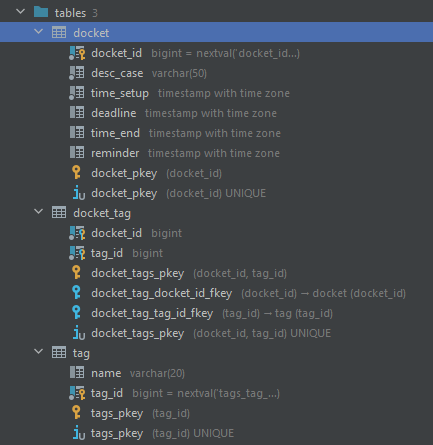 tables 3
docket
docket_id bigint = nextval('docket_id...)
desc_case varchar(50)
time_setup timestamp with time zone
deadline timestamp with time zone
time_end timestamp with time zone
reminder timestamp with time zone
docket_pkey (docket_id)
docket_pkey (docket_id) UNIQUE
docket_tag
docket_id bigint
tag_id bigint
docket_tags_pkey (docket_id, tag_id)
docket_tag_docket_id_fkey (docket_id) → docket (docket_id)
docket_tag_tag_id_fkey (tag_id) → tag (tag_id)
docket_tags_pkey (docket_id, tag_id) UNIQUE
tag
name varchar(20)
tag_id bigint = nextval('tags_tag_...)
tags_pkey (tag_id)
tags_pkey (tag_id) UNIQUE